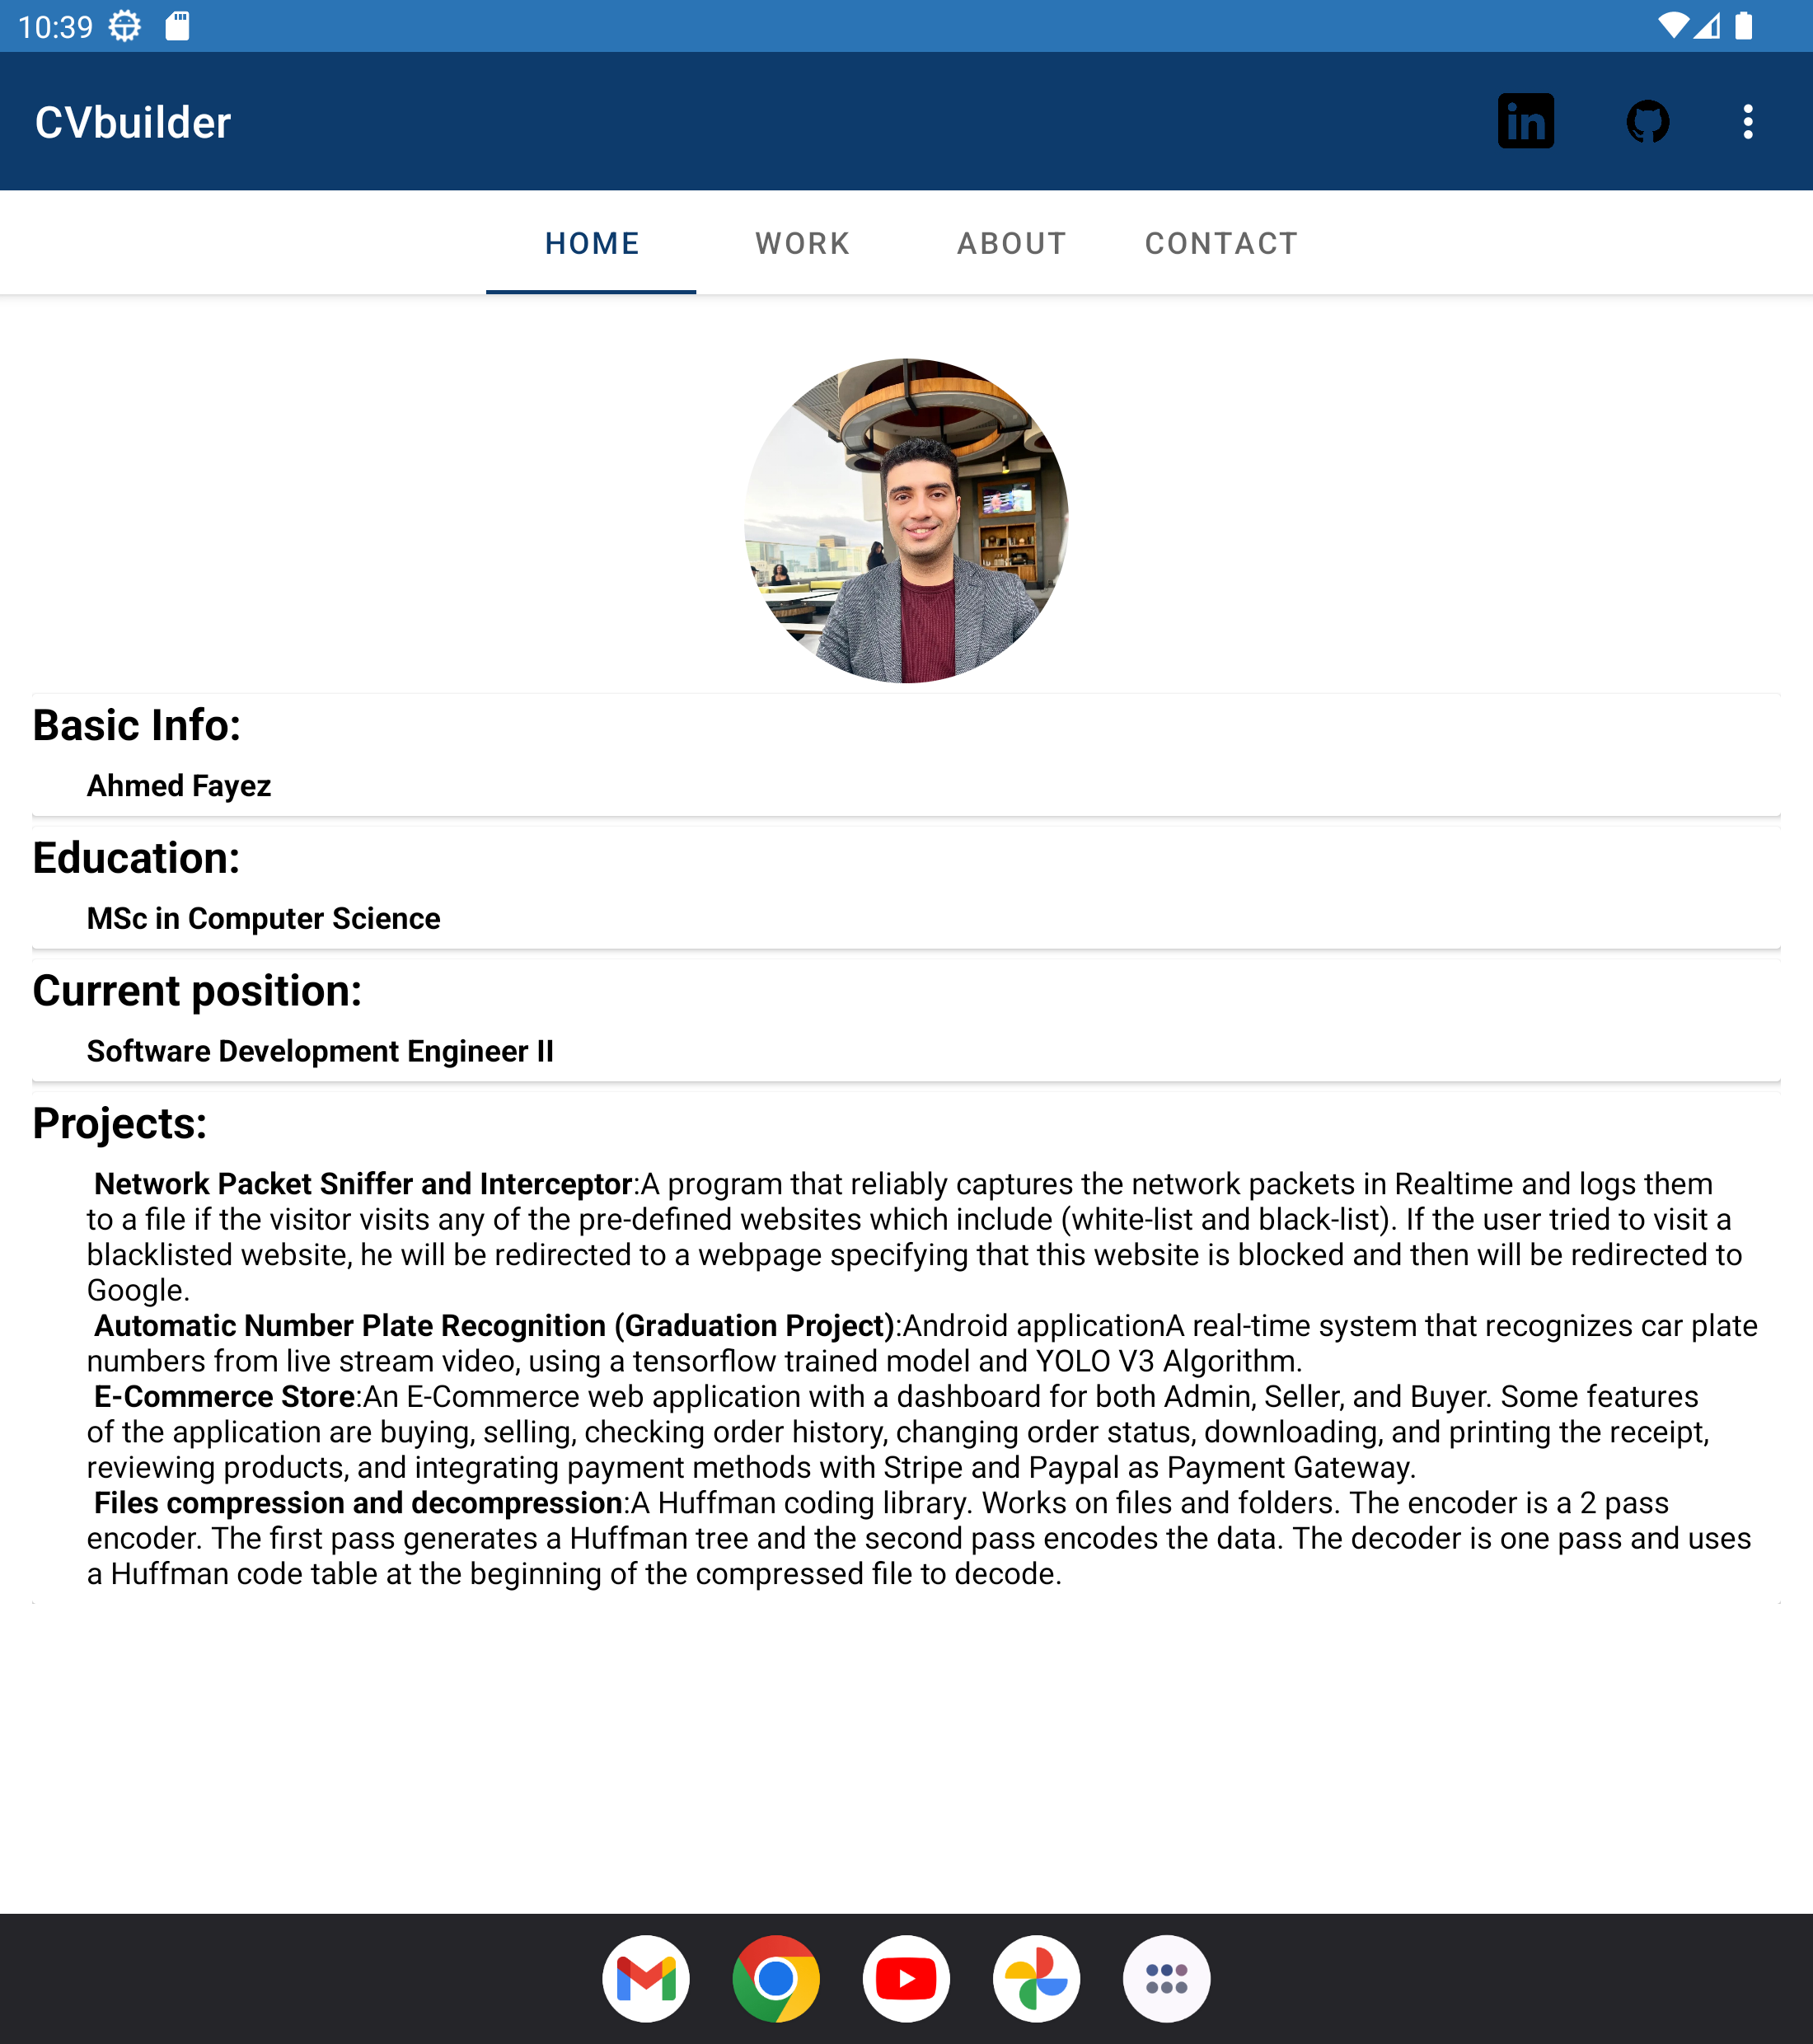 10:39
CVbuilder
in
HOME WORK ABOUT CONTACT
Basic Info:
Ahmed Fayez
Education:
MSc in Computer Science
Current position:
Software Development Engineer II
Projects:
Network Packet Sniffer and Interceptor:A program that reliably captures the network packets in Realtime and logs them
to a file if the visitor visits any of the pre-defined websites which include (white-list and black-list). If the user tried to visit a
blacklisted website, he will be redirected to a webpage specifying that this website is blocked and then will be redirected to
Google.
Automatic Number Plate Recognition (Graduation Project):Android applicationA real-time system that recognizes car plate
numbers from live stream video, using a tensorflow trained model and YOLO V3 Algorithm.
E-Commerce Store:An E-Commerce web application with a dashboard for both Admin, Seller, and Buyer. Some features
of the application are buying, selling, checking order history, changing order status, downloading, and printing the receipt,
reviewing products, and integrating payment methods with Stripe and Paypal as Payment Gateway.
Files compression and decompression:A Huffman coding library. Works on files and folders. The encoder is a 2 pass
encoder. The first pass generates a Huffman tree and the second pass encodes the data. The decoder is one pass and uses
a Huffman code table at the beginning of the compressed file to decode.